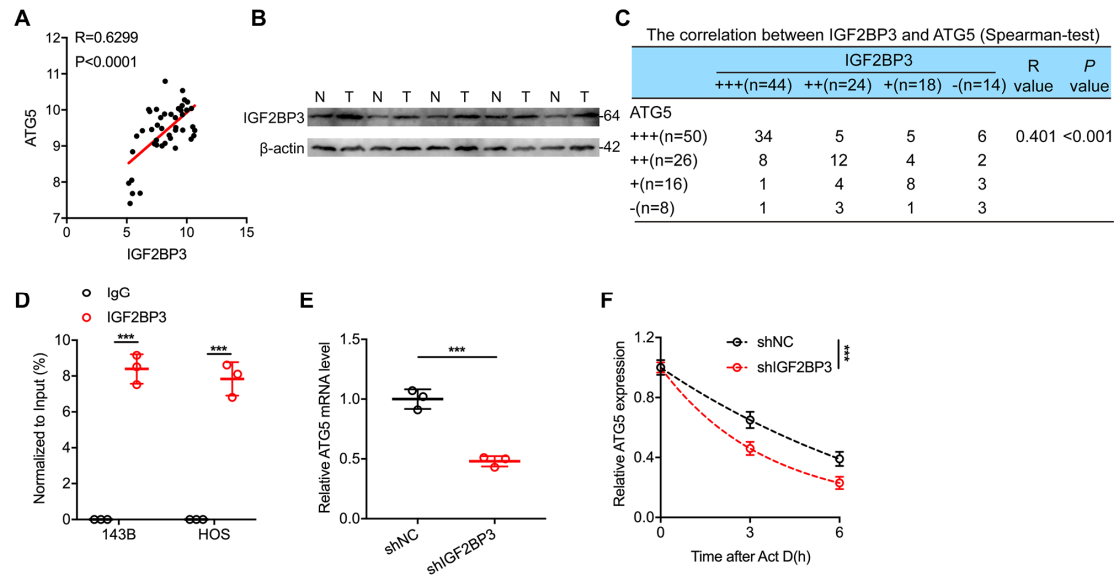 A
R=0.6299
P<0.0001
12
11
10
9
8
7
0
5
10
15
ATG5
IGF2BP3
B
N T N T N T N T N T
IGF2BP3
-64
β-actin
-42
C
The correlation between IGF2BP3 and ATG5 (Spearman-test)
IGF2BP3
R value
P value
+++(n=44) ++(n=24) +(n=18) -(n=14)
ATG5
+++(n=50) 34 5 5 6 0.401 <0.001
++(n=26) 8 12 4 2
+(n=16) 1 4 8 3
-(n=8) 1 3 1 3
D
IgG
IGF2BP3
10
8
6
4
2
0
Normalized to Input (%)
***
***
143B
HOS
E
1.5
1.0
0.5
0.0
Relative ATG5 mRNA level
***
shNC
shIGF2BP3
F
1.2
0.9
0.6
0.3
0.0
Relative ATG5 expression
shNC
shIGF2BP3
***
0
3
6
Time after Act D(h)